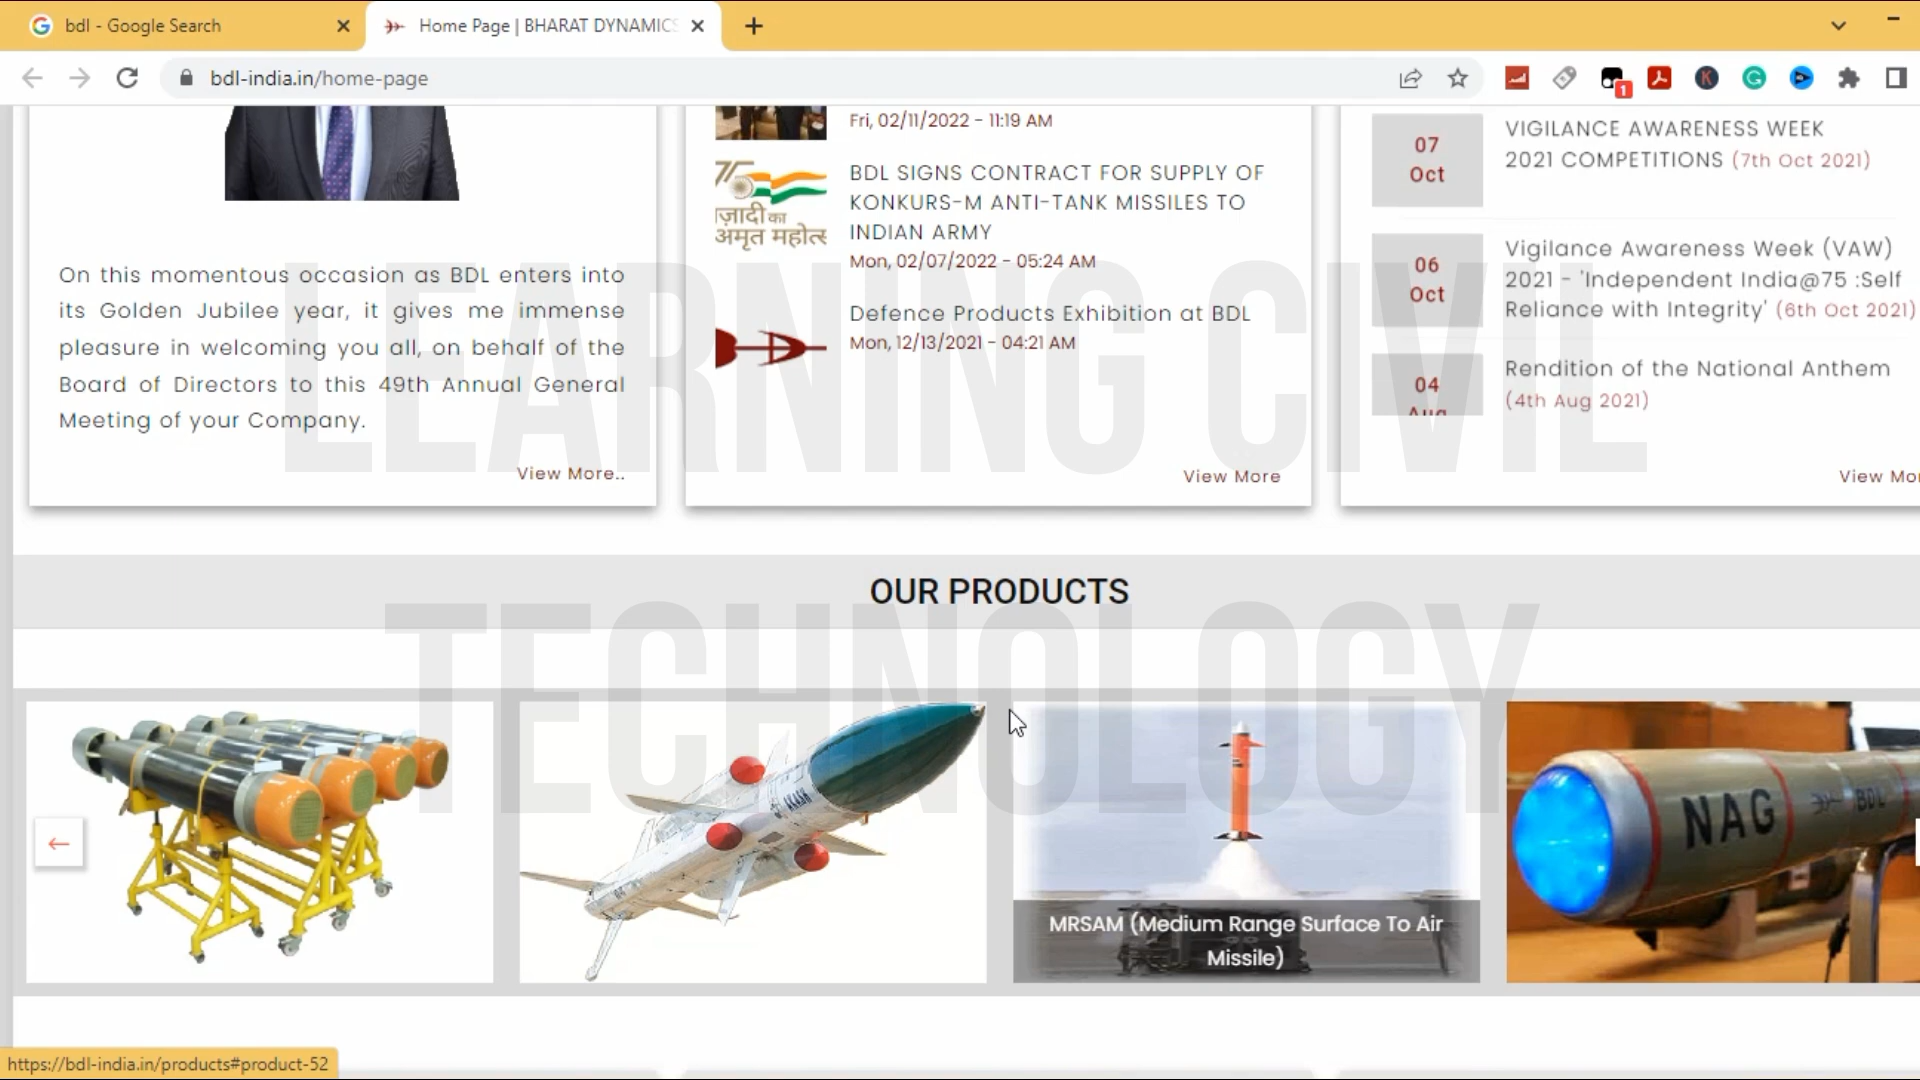 bdl - Google Search
Home Page | BHARAT DYNAMICS
bdl-india.in/home-page
1
On this momentous occasion as BDL enters into
its Golden Jubilee year, it gives me immense
pleasure in welcoming you all, on behalf of the
Board of Directors to this 49th Annual General
Meeting of your Company.
View More..
Fri, 02/11/2022 - 11:19 AM
BDL SIGNS CONTRACT FOR SUPPLY OF
KONKURS-M ANTI-TANK MISSILES TO
INDIAN ARMY
Mon, 02/07/2022 - 05:24 AM
75
अमृत महोत्स
Defence Products Exhibition at BDL
Mon, 12/13/2021 - 04:21 AM
View More
07
Oct
VIGILANCE AWARENESS WEEK
2021 COMPETITIONS (7th Oct 2021)
06
Oct
Vigilance Awareness Week (VAW)
2021 - 'Independent India@75 :Self
Reliance with Integrity' (6th Oct 2021)
04
Aug
Rendition of the National Anthem
(4th Aug 2021)
View Mor
LEARNING CIVIL
TECHNOLOGY
OUR PRODUCTS
AKASH
MRSAM (Medium Range Surface To Air
Missile)
NAG BDL
https://bdl-india.in/products#product-52